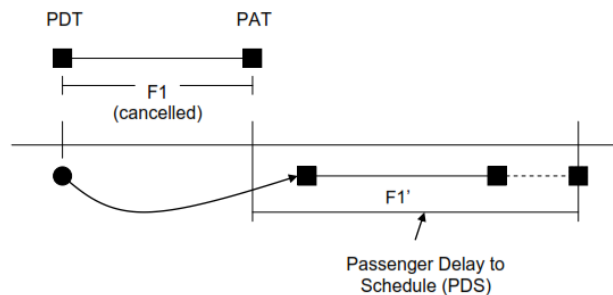 PDT
PAT
F1
(cancelled)
F1’
Passenger Delay to
Schedule (PDS)